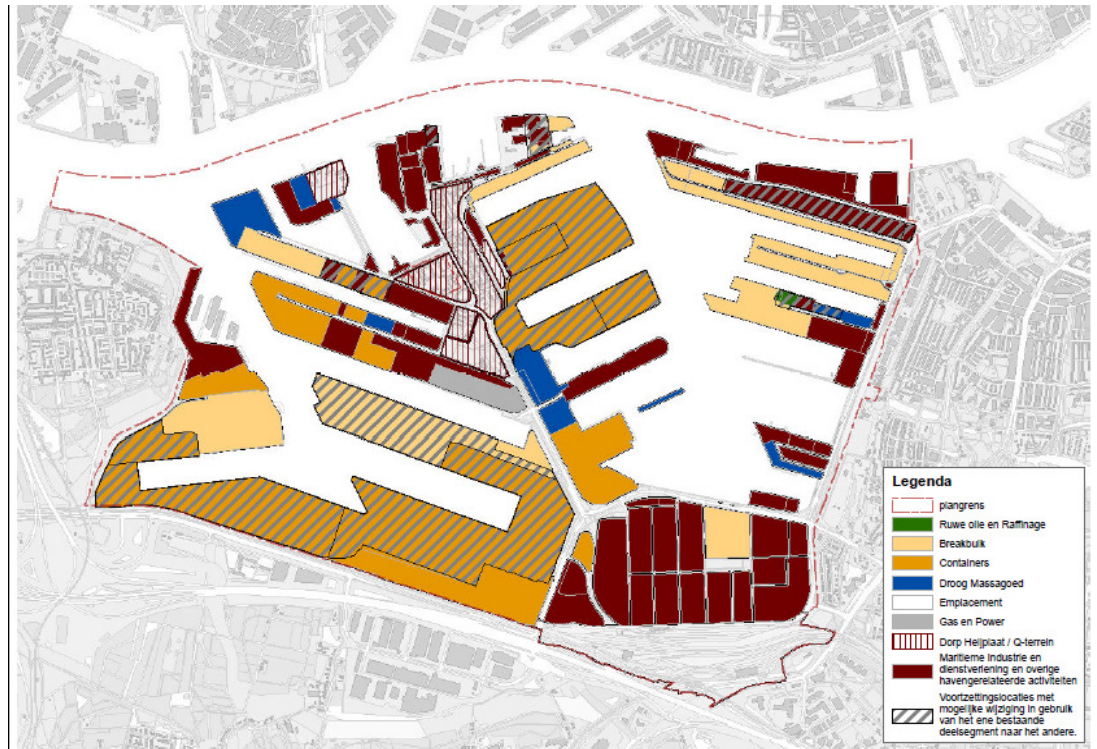 Legenda
plangrens
Ruwe olie en Raffinage
Breakbulk
Containers
Droog Massagoed
Emplacement
Gas en Power
Dorp Heijplaat / Q-terrein
Maritieme Industrie en
dienstverlening en overige
havengerelateerde activiteiten
Voortzettingslocaties met
mogelijke wijziging in gebruik
van het ene bestaande
deelsegment naar het andere.